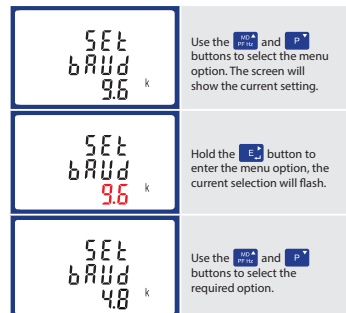 SEt
bAUd
9.6 k
Use the MD PF Hz and P
buttons to select the menu
option. The screen will
show the current setting.
SEt
bAUd
9.6 k
Hold the E button to
enter the menu option, the
current selection will flash.
SEt
bAUd
4.8 k
Use the MD PF Hz and P
buttons to select the
required option.